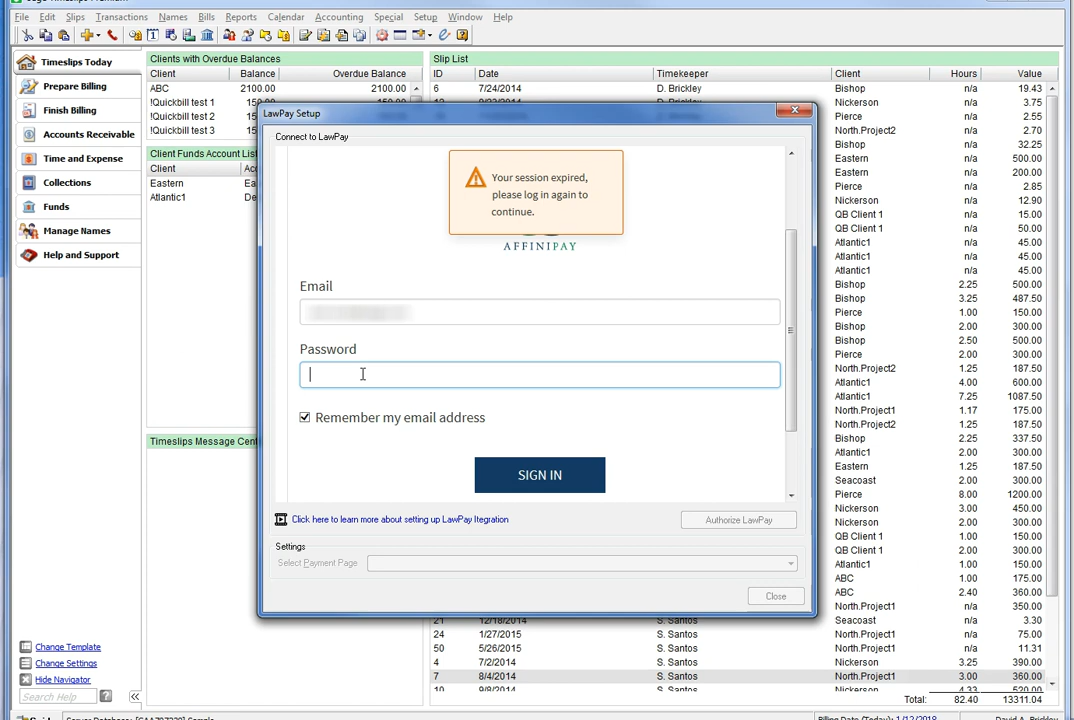 File Edit Slips Transactions Names Bills Reports Calendar Accounting Special Setup Window Help
Timeslips Today
Prepare Billing
Finish Billing
Accounts Receivable
Time and Expense
Collections
Funds
Manage Names
Help and Support
Change Template
Change Settings
Hide Navigator
Search Help
Clients with Overdue Balances
Client Balance Overdue Balance
ABC 2100.00 2100.00
!Quickbill test 1
!Quickbill test 2
!Quickbill test 3
Client Funds Account List
Client
Eastern
Atlantic1
Timeslips Message Cent
LawPay Setup
Connect to LawPay
Your session expired,
please log in again to
continue.
AFFINIPAY
Email
Password
Remember my email address
SIGN IN
Click here to learn more about setting up LawPay Itegration
Authorize LawPay
Settings
Select Payment Page
Close
Slip List
ID Date Timekeeper Client Hours Value
6 7/24/2014 D. Brickley Bishop n/a 19.43
Nickerson n/a 3.75
Pierce n/a 2.55
North.Project2 n/a 2.70
Bishop n/a 32.25
Eastern n/a 500.00
Eastern n/a 200.00
Pierce n/a 2.85
Nickerson n/a 12.90
QB Client 1 n/a 15.00
QB Client 1 n/a 50.00
Atlantic1 n/a 45.00
Atlantic1 n/a 45.00
Atlantic1 n/a 45.00
Bishop 2.25 500.00
Bishop 3.25 487.50
Pierce 1.00 150.00
Bishop 2.00 300.00
Bishop 2.50 500.00
Pierce 2.00 300.00
North.Project2 1.25 187.50
Atlantic1 4.00 600.00
Atlantic1 7.25 1087.50
North.Project1 1.17 175.00
North.Project2 1.25 187.50
Bishop 2.25 337.50
Atlantic1 2.00 300.00
Eastern 1.25 187.50
Seacoast 2.00 300.00
Pierce 8.00 1200.00
Nickerson 3.00 450.00
Nickerson 2.00 300.00
QB Client 1 2.00 300.00
QB Client 1 2.00 300.00
Atlantic1 1.00 150.00
ABC 1.00 175.00
ABC 2.40 360.00
North.Project1 n/a 350.00
21 12/18/2014 S. Santos Seacoast n/a 3.30
24 1/27/2015 S. Santos North.Project1 n/a 75.00
50 5/26/2015 S. Santos North.Project1 n/a 11.31
4 7/2/2014 S. Santos Nickerson 3.25 390.00
7 8/4/2014 S. Santos North.Project1 3.00 360.00
10 9/8/2014 S. Santos Nickerson 4.33 520.00
Total: 82.40 13311.04